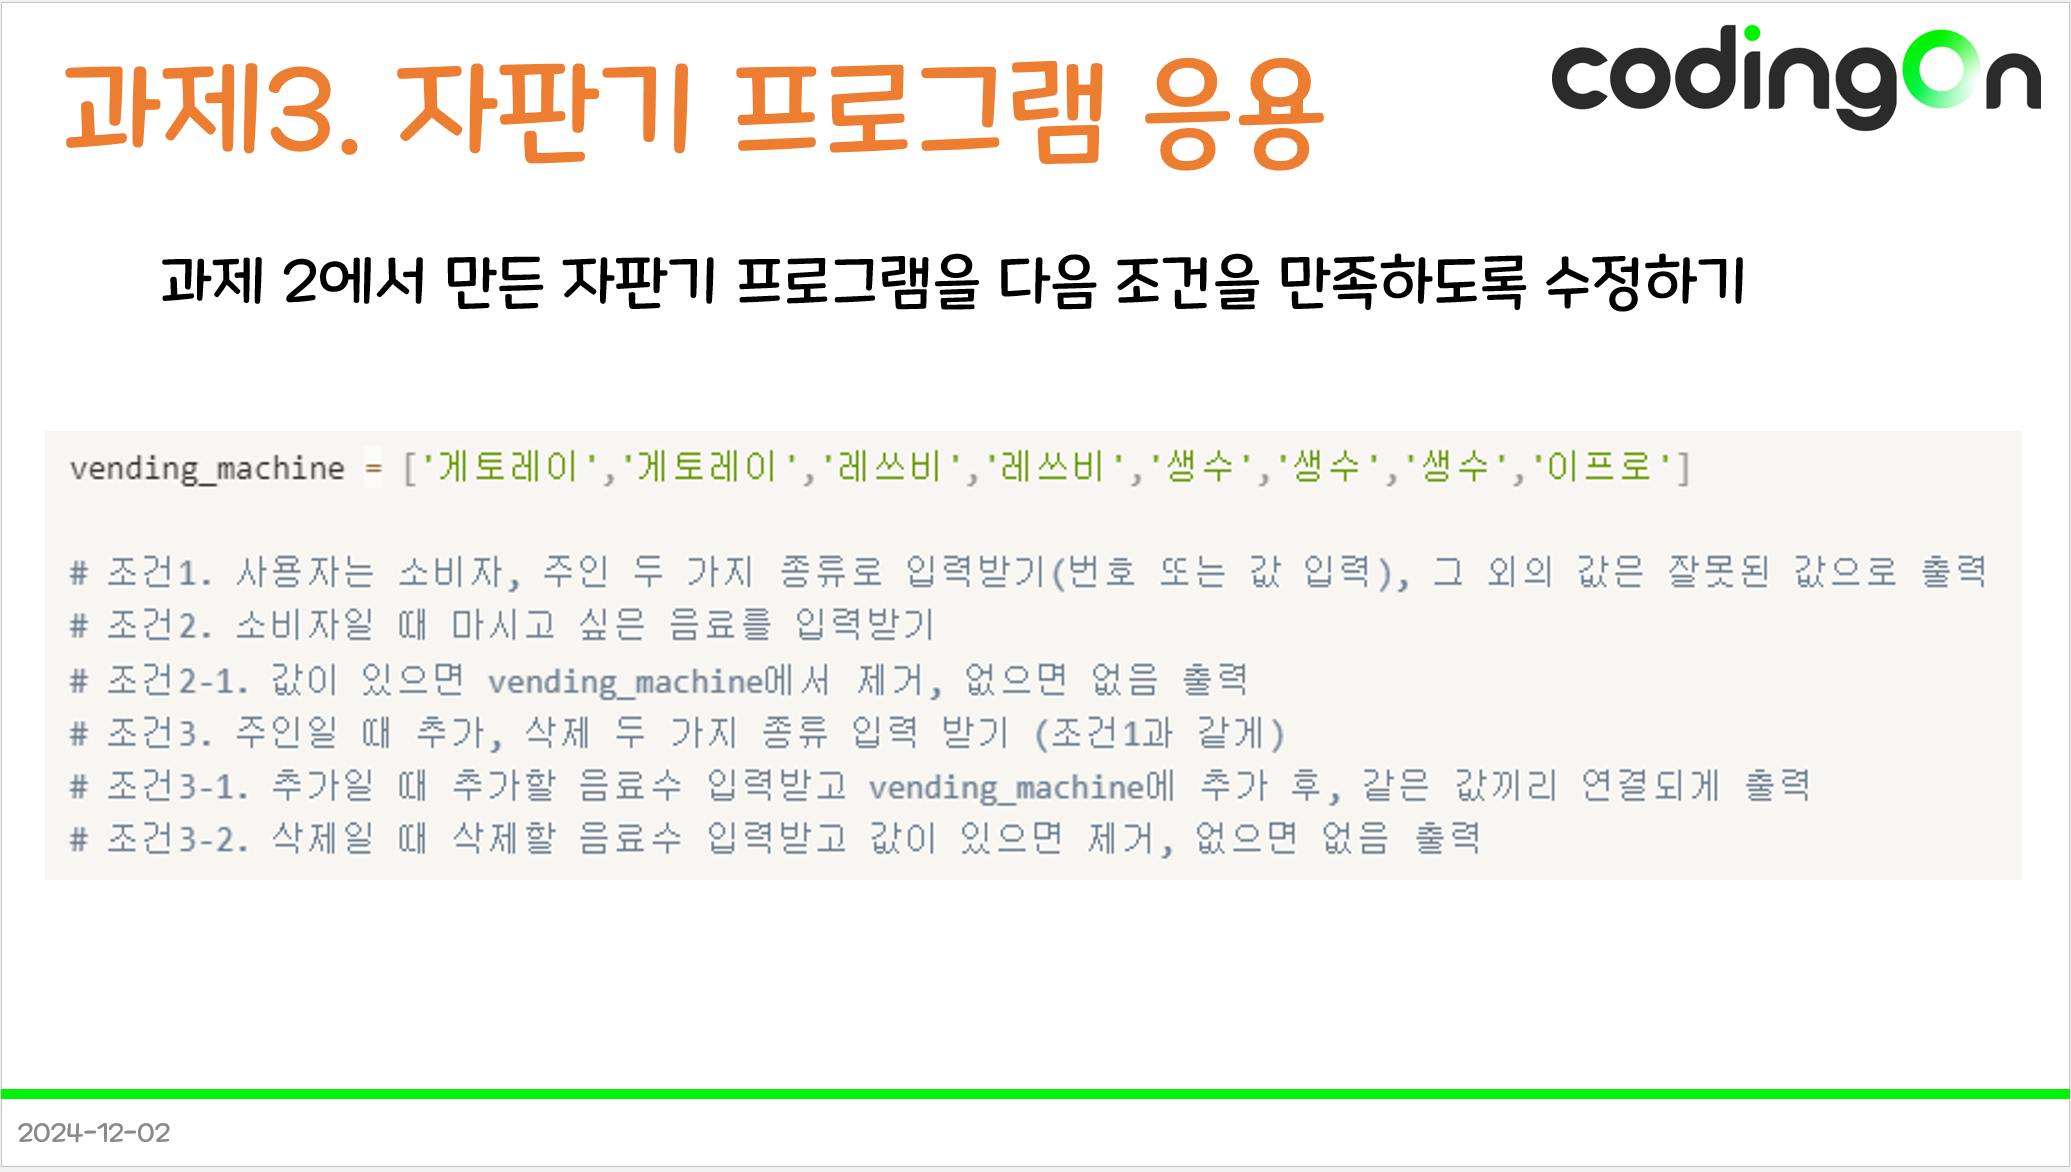 과제3. 자판기 프로그램 응용
codingOn
과제 2에서 만든 자판기 프로그램을 다음 조건을 만족하도록 수정하기
vending_machine = ['게토레이','게토레이','레쓰비','레쓰비','생수','생수','생수','이프로']
# 조건1. 사용자는 소비자, 주인 두 가지 종류로 입력받기(번호 또는 값 입력), 그 외의 값은 잘못된 값으로 출력
# 조건2. 소비자일 때 마시고 싶은 음료를 입력받기
# 조건2-1. 값이 있으면 vending_machine에서 제거, 없으면 없음 출력
# 조건3. 주인일 때 추가, 삭제 두 가지 종류 입력 받기 (조건1과 같게)
# 조건3-1. 추가일 때 추가할 음료수 입력받고 vending_machine에 추가 후, 같은 값끼리 연결되게 출력
# 조건3-2. 삭제일 때 삭제할 음료수 입력받고 값이 있으면 제거, 없으면 없음 출력
2024-12-02